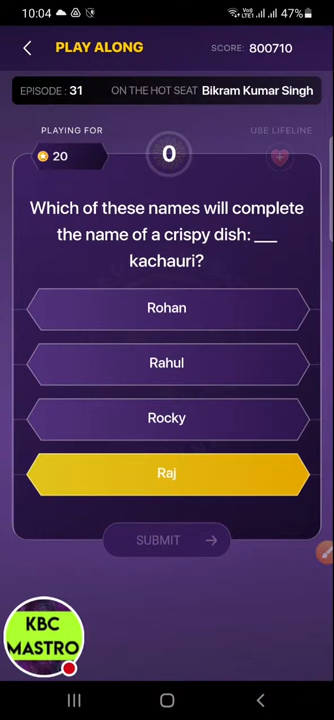 10:04
Vo))
LTE1
47%
PLAY ALONG
SCORE: 800710
EPISODE : 31
ON THE HOT SEAT Bikram Kumar Singh
PLAYING FOR
USE LIFELINE
20
0
Which of these names will complete
the name of a crispy dish: ___
kachauri?
Rohan
Rahul
Rocky
Raj
SUBMIT
KBC
MASTRO